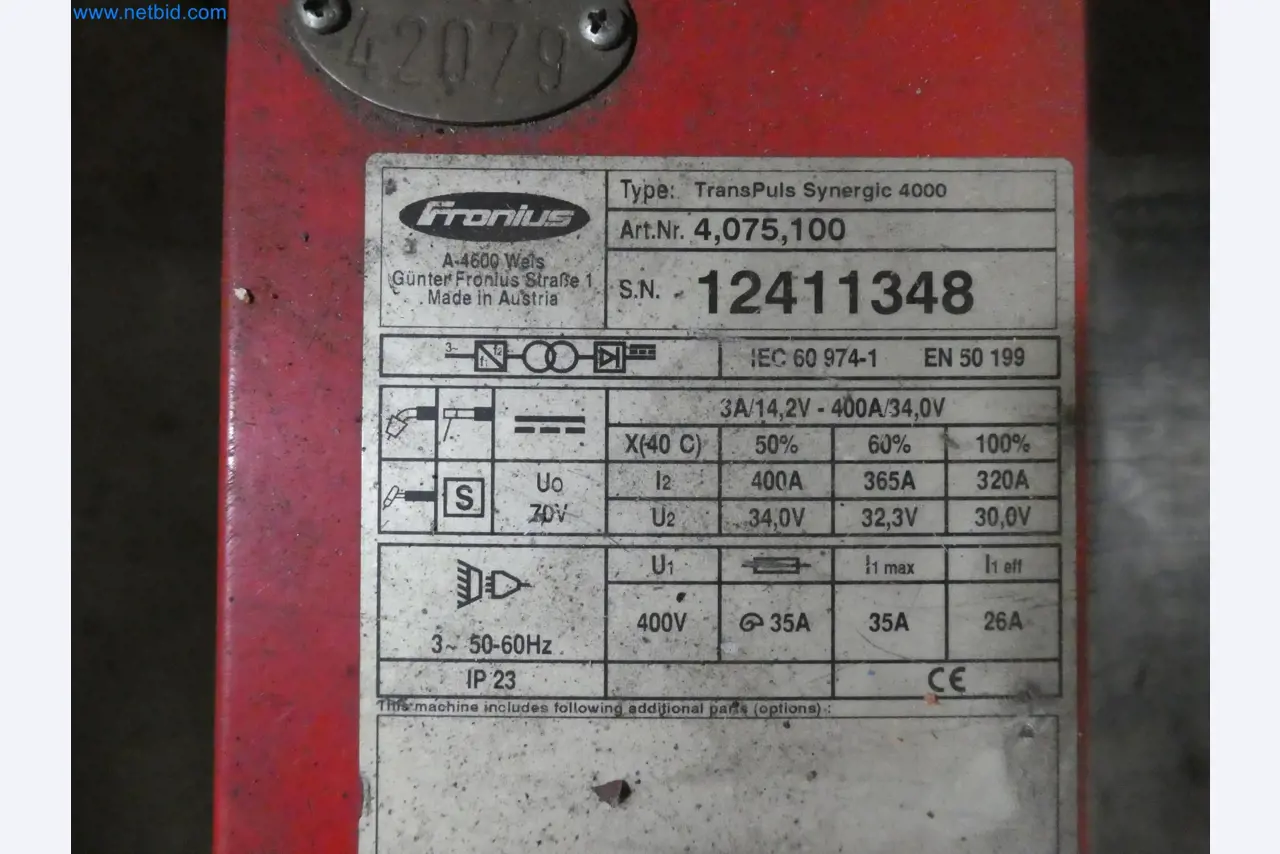 www.netbid.com
42079
Fronius
A-4600 Wels
Günter Fronius Straße 1
Made in Austria
Type: TransPuls Synergic 4000
Art.Nr. 4,075,100
S.N. 12411348
3~ f1 f2
IEC 60 974-1 EN 50 199
3A/14,2V - 400A/34,0V
X(40 C) 50% 60% 100%
I2 400A 365A 320A
U2 34,0V 32,3V 30,0V
S
U0
70V
3~ 50-60Hz
U1 I1 max I1 eff
400V 35A 35A 26A
IP 23
CE
This machine includes following additional parts (options) :